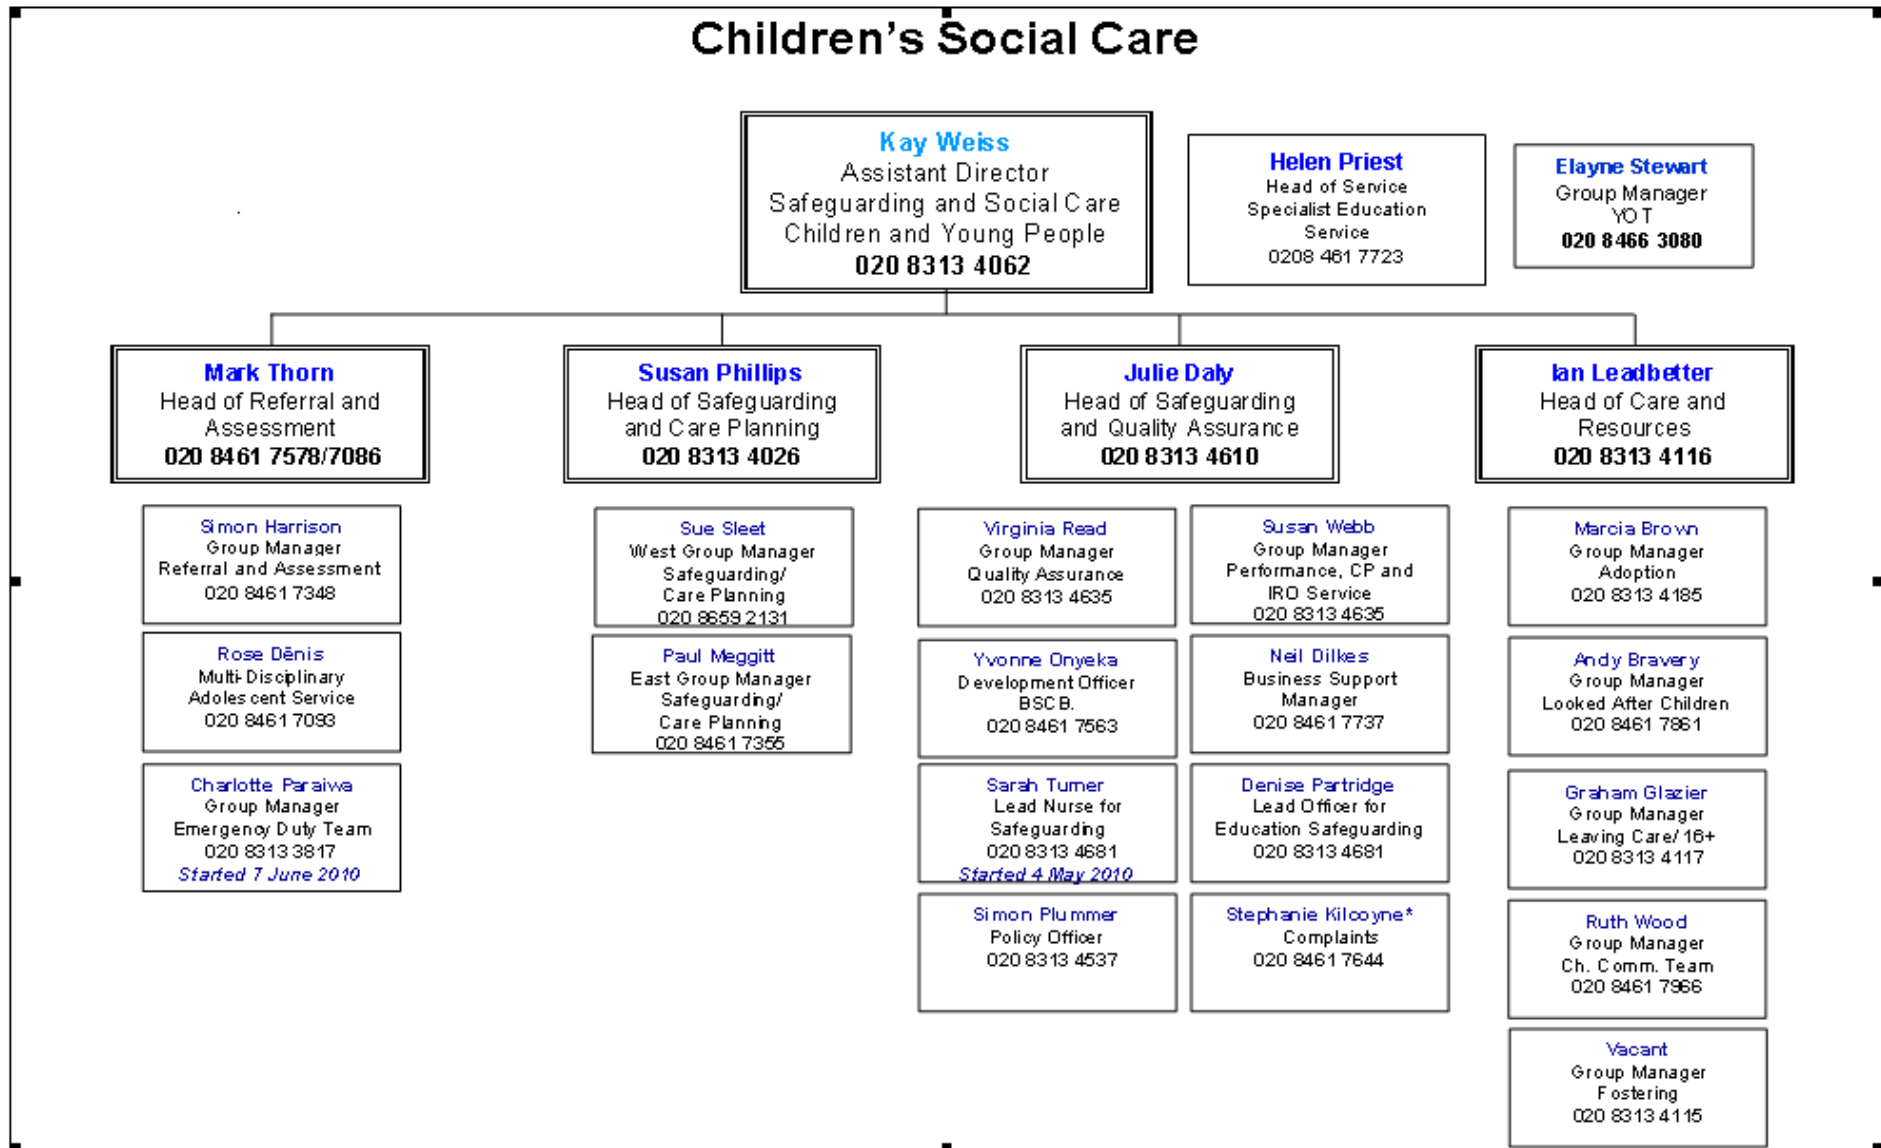 Children's Social Care
Kay Weiss
Assistant Director
Safeguarding and Social Care
Children and Young People
020 8313 4062
Helen Priest
Head of Service
Specialist Education
Service
0208 461 7723
Elayne Stewart
Group Manager
YOT
020 8466 3080
Mark Thorn
Head of Referral and
Assessment
020 8461 7578/7086
Susan Phillips
Head of Safeguarding
and Care Planning
020 8313 4026
Julie Daly
Head of Safeguarding
and Quality Assurance
020 8313 4610
Ian Leadbetter
Head of Care and
Resources
020 8313 4116
Simon Harrison
Group Manager
Referral and Assessment
020 8461 7348
Rose Dēnis
Multi-Disciplinary
Adolescent Service
020 8461 7093
Charlotte Paraiwa
Group Manager
Emergency Duty Team
020 8313 3817
Started 7 June 2010
Sue Sleet
West Group Manager
Safeguarding/
Care Planning
020 8659 2131
Paul Meggitt
East Group Manager
Safeguarding/
Care Planning
020 8461 7355
Virginia Read
Group Manager
Quality Assurance
020 8313 4635
Yvonne Onyeka
Development Officer
BSCB.
020 8461 7563
Sarah Turner
Lead Nurse for
Safeguarding
020 8313 4681
Started 4 May 2010
Simon Plummer
Policy Officer
020 8313 4537
Susan Webb
Group Manager
Performance, CP and
IRO Service
020 8313 4635
Neil Dilkes
Business Support
Manager
020 8461 7737
Denise Partridge
Lead Officer for
Education Safeguarding
020 8313 4681
Stephanie Kilcoyne*
Complaints
020 8461 7644
Marcia Brown
Group Manager
Adoption
020 8313 4185
Andy Bravery
Group Manager
Looked After Children
020 8461 7861
Graham Glazier
Group Manager
Leaving Care/ 16+
020 8313 4117
Ruth Wood
Group Manager
Ch. Comm. Team
020 8461 7966
Vacant
Group Manager
Fostering
020 8313 4115